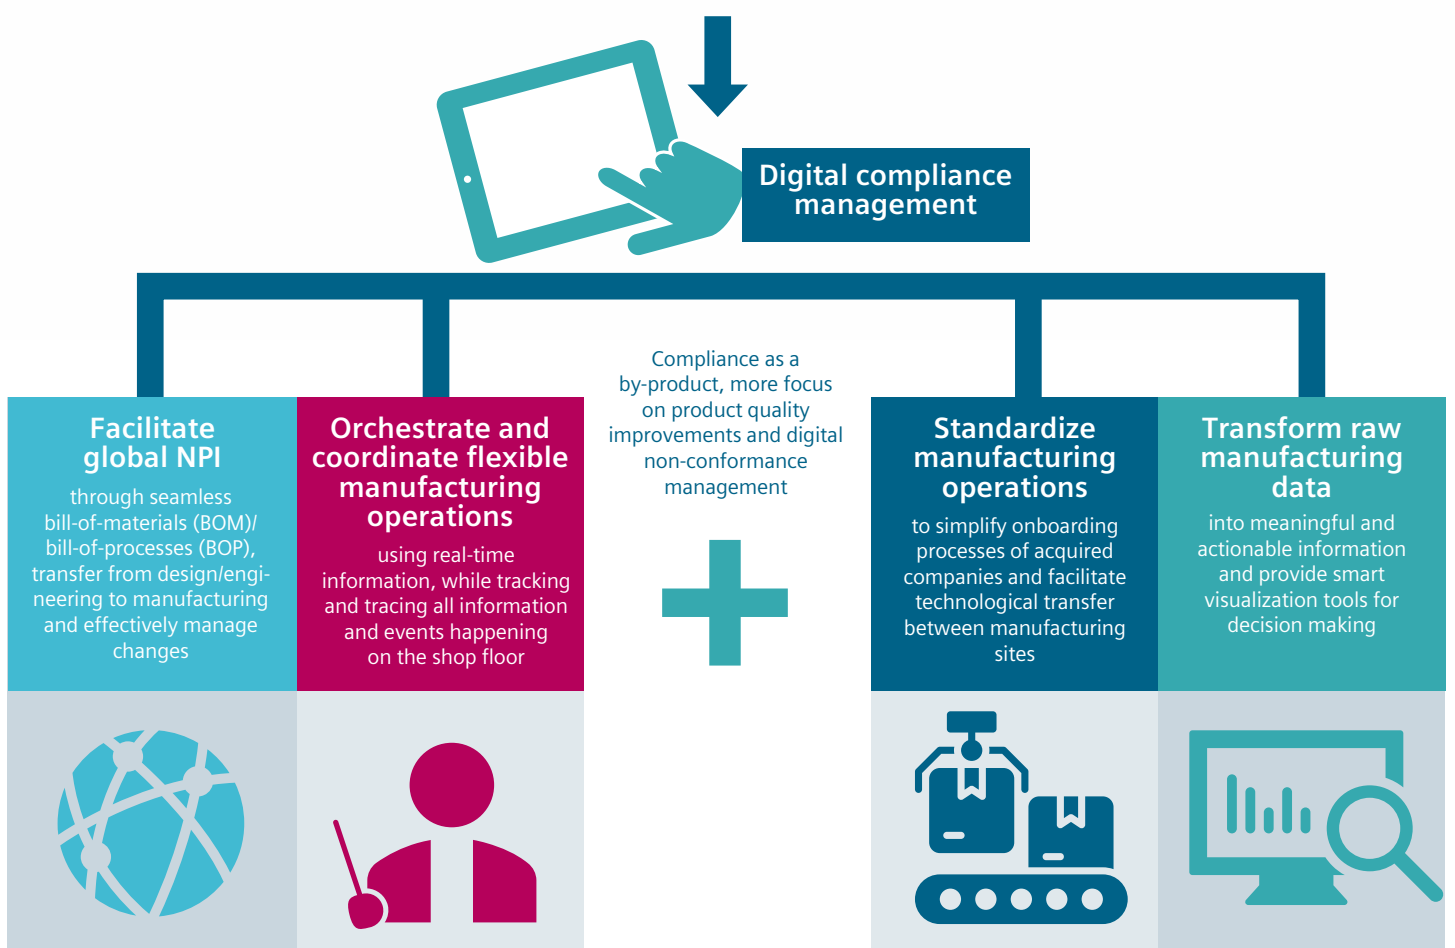 Digital compliance
management
Facilitate
global NPI
through seamless
bill-of-materials (BOM)/
bill-of-processes (BOP),
transfer from design/engi-
neering to manufacturing
and effectively manage
changes
Orchestrate and
coordinate flexible
manufacturing
operations
using real-time
information, while tracking
and tracing all information
and events happening
on the shop floor
Compliance as a
by-product, more focus
on product quality
improvements and digital
non-conformance
management
Standardize
manufacturing
operations
to simplify onboarding
processes of acquired
companies and facilitate
technological transfer
between manufacturing
sites
Transform raw
manufacturing
data
into meaningful and
actionable information
and provide smart
visualization tools for
decision making